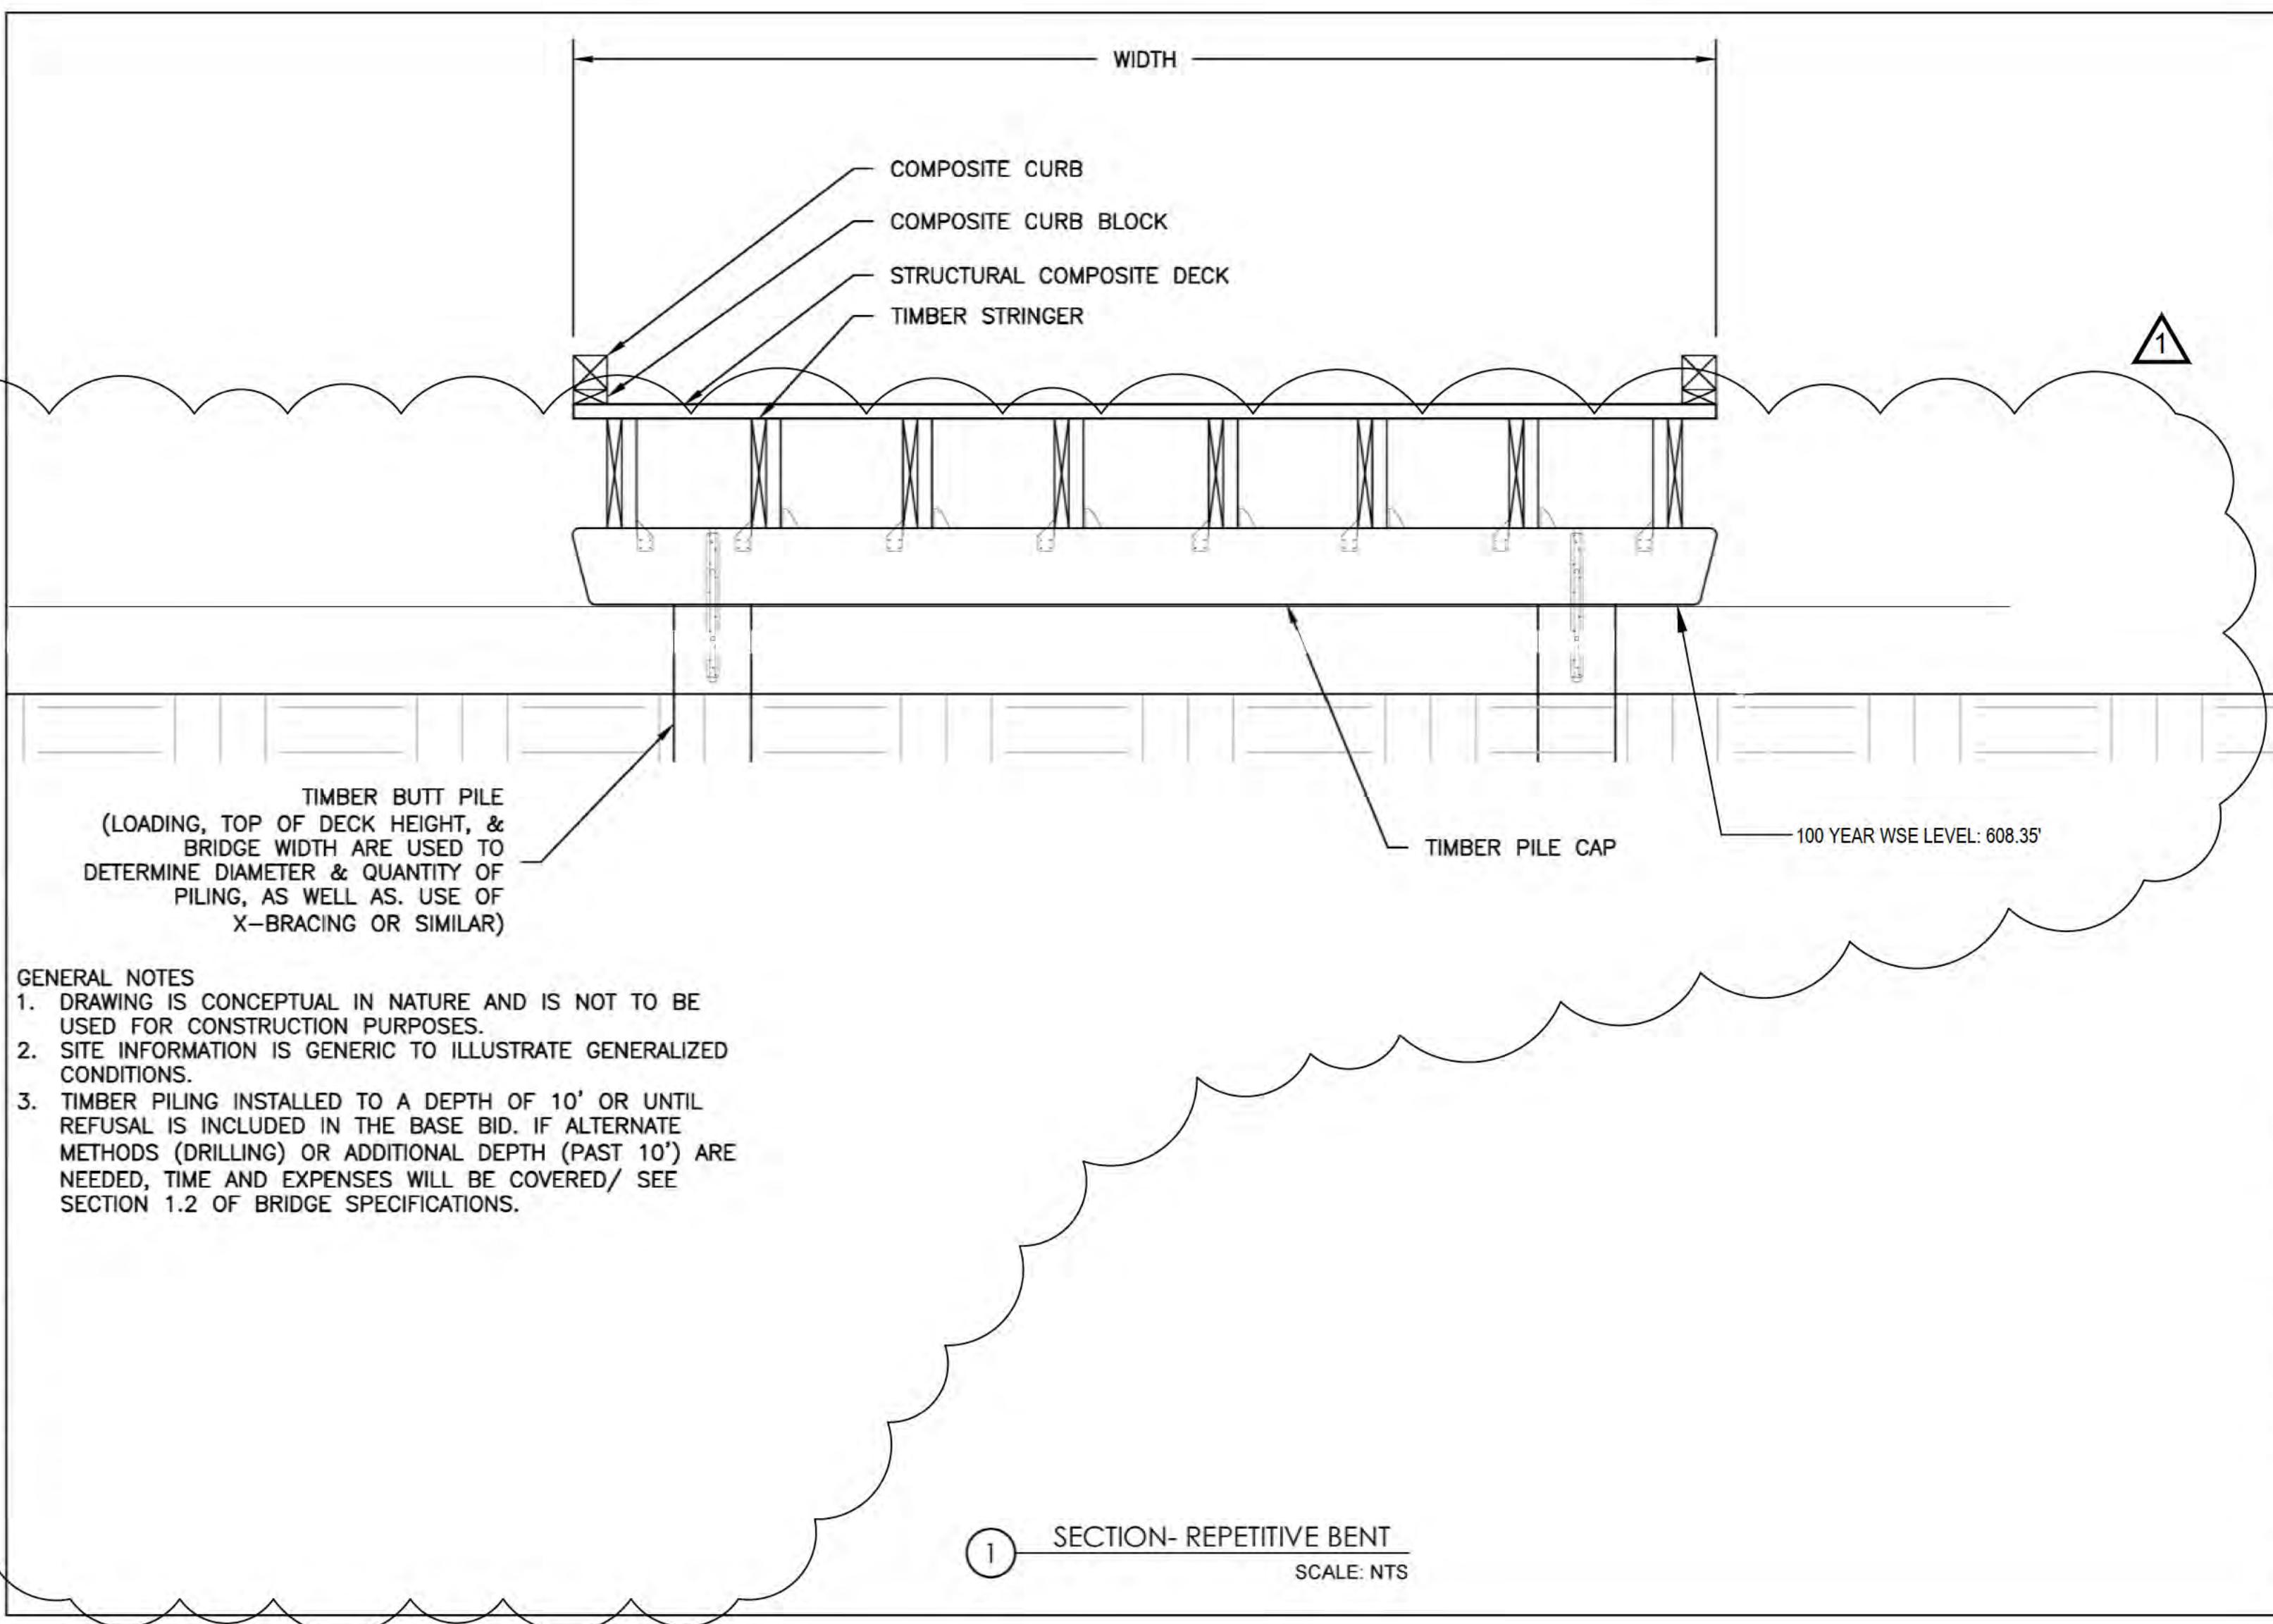 WIDTH
COMPOSITE CURB
COMPOSITE CURB BLOCK
STRUCTURAL COMPOSITE DECK
TIMBER STRINGER
1
TIMBER BUTT PILE
(LOADING, TOP OF DECK HEIGHT, &
BRIDGE WIDTH ARE USED TO
DETERMINE DIAMETER & QUANTITY OF
PILING, AS WELL AS. USE OF
X-BRACING OR SIMILAR)
TIMBER PILE CAP
100 YEAR WSE LEVEL: 608.35'
GENERAL NOTES
1. DRAWING IS CONCEPTUAL IN NATURE AND IS NOT TO BE
USED FOR CONSTRUCTION PURPOSES.
2. SITE INFORMATION IS GENERIC TO ILLUSTRATE GENERALIZED
CONDITIONS.
3. TIMBER PILING INSTALLED TO A DEPTH OF 10' OR UNTIL
REFUSAL IS INCLUDED IN THE BASE BID. IF ALTERNATE
METHODS (DRILLING) OR ADDITIONAL DEPTH (PAST 10') ARE
NEEDED, TIME AND EXPENSES WILL BE COVERED/ SEE
SECTION 1.2 OF BRIDGE SPECIFICATIONS.
1
SECTION- REPETITIVE BENT
SCALE: NTS